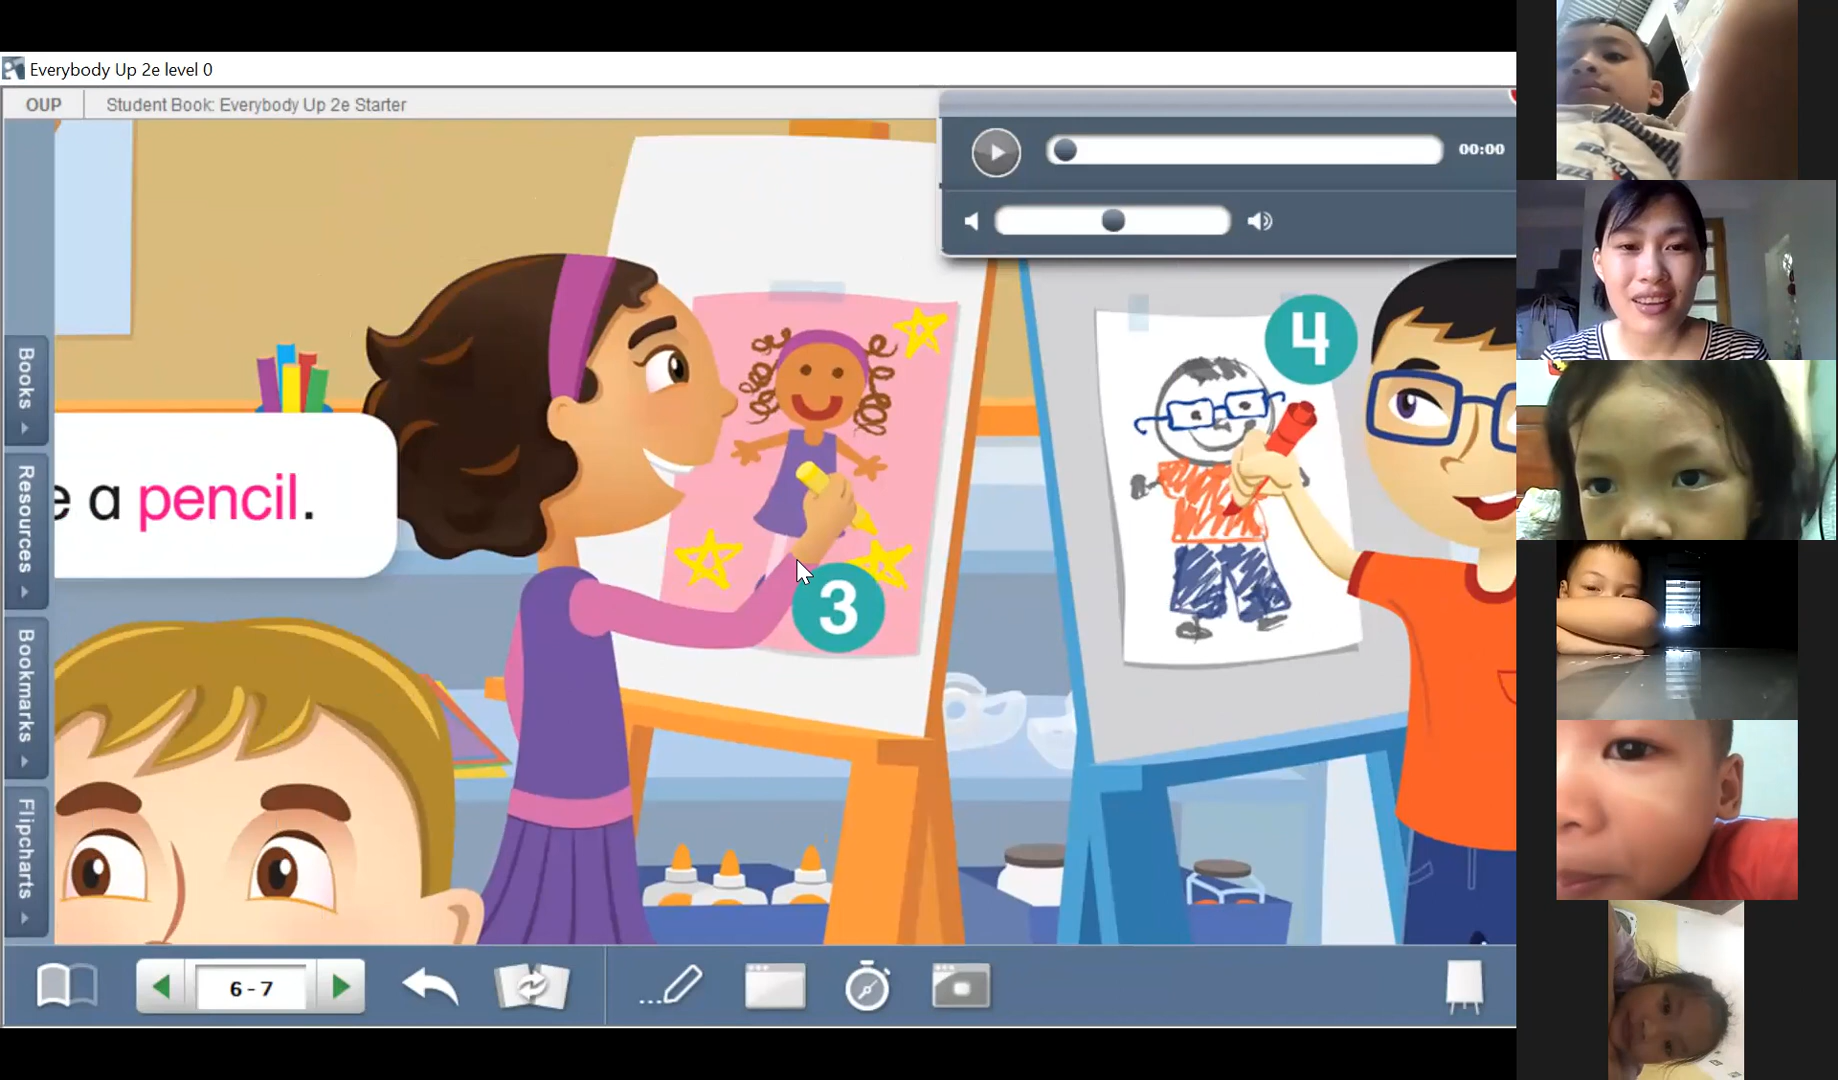 Everybody Up 2e level 0
OUP
Student Book: Everybody Up 2e Starter
00:00
Books
Resources
Bookmarks
Flipcharts
e a pencil.
3
4
6 - 7